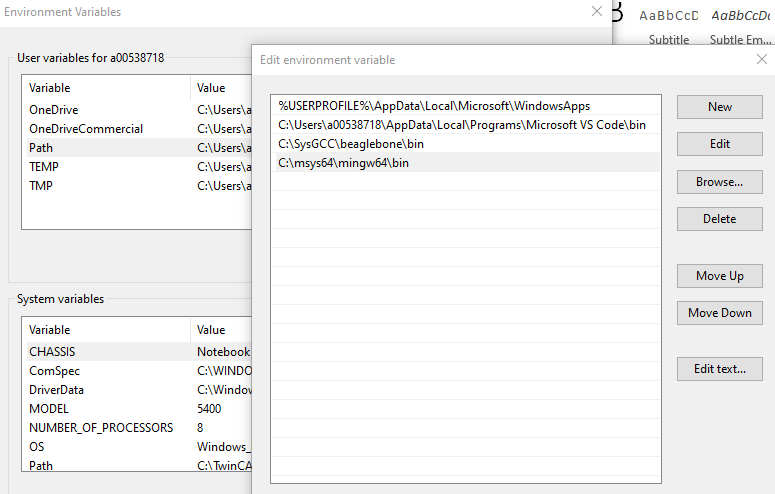 Environment Variables
AaBbCcD AaBbCcDc
Subtitle Subtle Em...
User variables for a00538718
Variable Value
OneDrive C:\Users\a
OneDriveCommercial C:\Users\a
Path C:\Users\a
TEMP C:\Users\a
TMP C:\Users\a
System variables
Variable Value
CHASSIS Notebook
ComSpec C:\WINDO
DriverData C:\Window
MODEL 5400
NUMBER_OF_PROCESSORS 8
OS Windows_
Path C:\TwinCA
Edit environment variable
%USERPROFILE%\AppData\Local\Microsoft\WindowsApps
C:\Users\a00538718\AppData\Local\Programs\Microsoft VS Code\bin
C:\SysGCC\beaglebone\bin
C:\msys64\mingw64\bin
New
Edit
Browse...
Delete
Move Up
Move Down
Edit text...